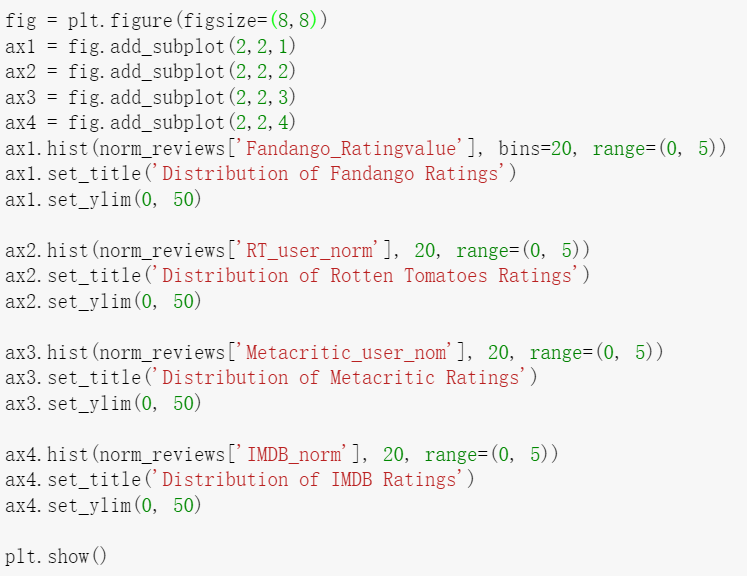 fig = plt.figure(figsize=(8,8))
ax1 = fig.add_subplot(2,2,1)
ax2 = fig.add_subplot(2,2,2)
ax3 = fig.add_subplot(2,2,3)
ax4 = fig.add_subplot(2,2,4)
ax1.hist(norm_reviews['Fandango_Ratingvalue'], bins=20, range=(0, 5))
ax1.set_title('Distribution of Fandango Ratings')
ax1.set_ylim(0, 50)

ax2.hist(norm_reviews['RT_user_norm'], 20, range=(0, 5))
ax2.set_title('Distribution of Rotten Tomatoes Ratings')
ax2.set_ylim(0, 50)

ax3.hist(norm_reviews['Metacritic_user_nom'], 20, range=(0, 5))
ax3.set_title('Distribution of Metacritic Ratings')
ax3.set_ylim(0, 50)

ax4.hist(norm_reviews['IMDB_norm'], 20, range=(0, 5))
ax4.set_title('Distribution of IMDB Ratings')
ax4.set_ylim(0, 50)

plt.show()